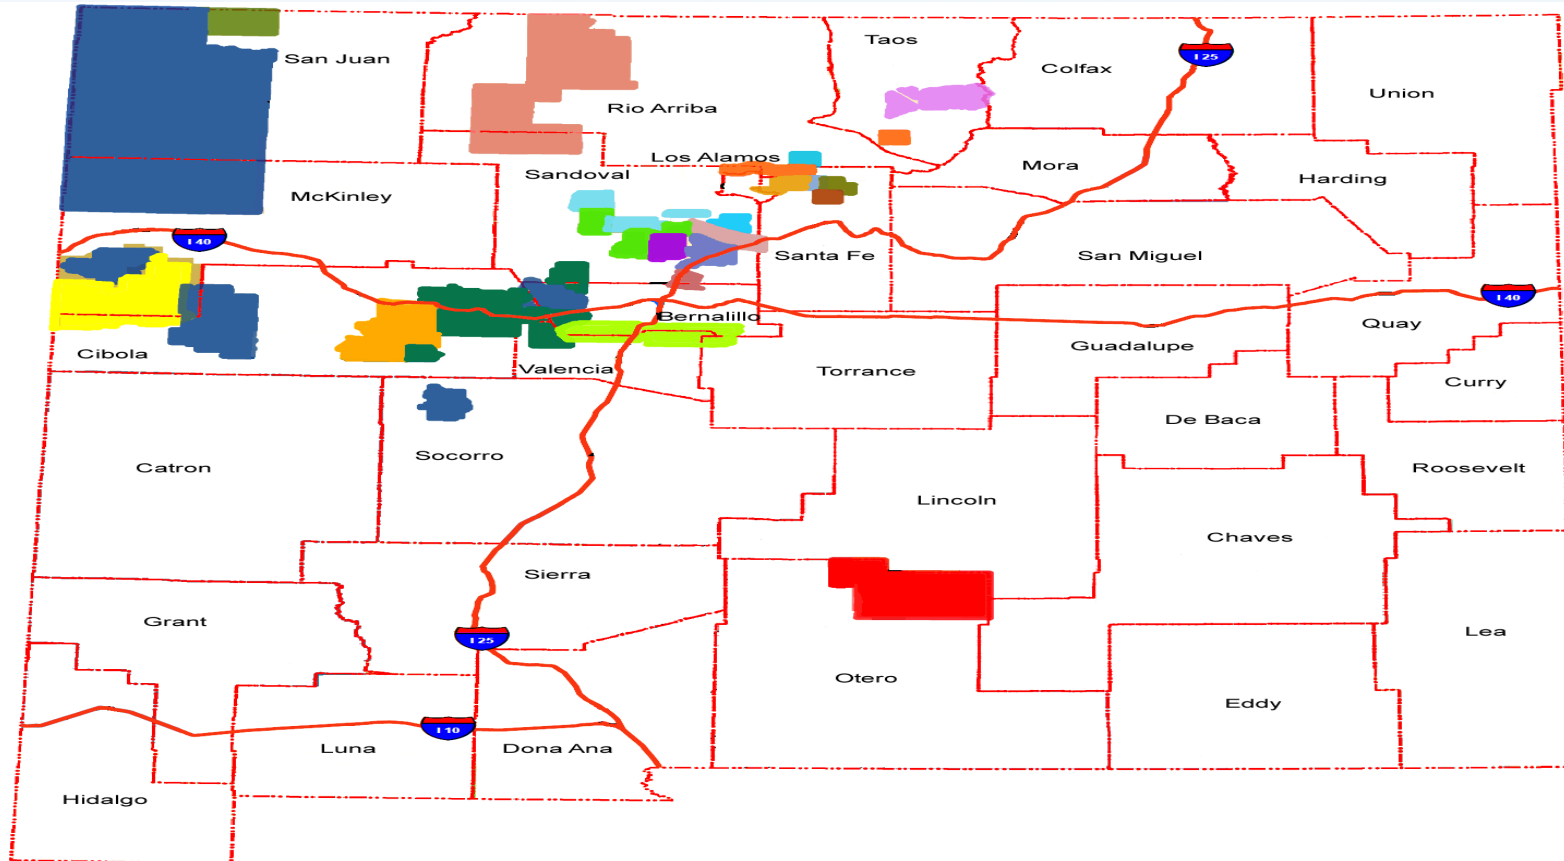 Taos
I 25
San Juan
Colfax
Union
Rio Arriba
Los Alamos
Mora
Sandoval
Harding
McKinley
I 40
Santa Fe
San Miguel
I 40
Bernalillo
Quay
Guadalupe
Cibola
Valencia
Torrance
Curry
De Baca
Socorro
Catron
Roosevelt
Lincoln
Chaves
Sierra
Grant
I 25
Lea
Otero
Eddy
I 10
Luna
Dona Ana
Hidalgo